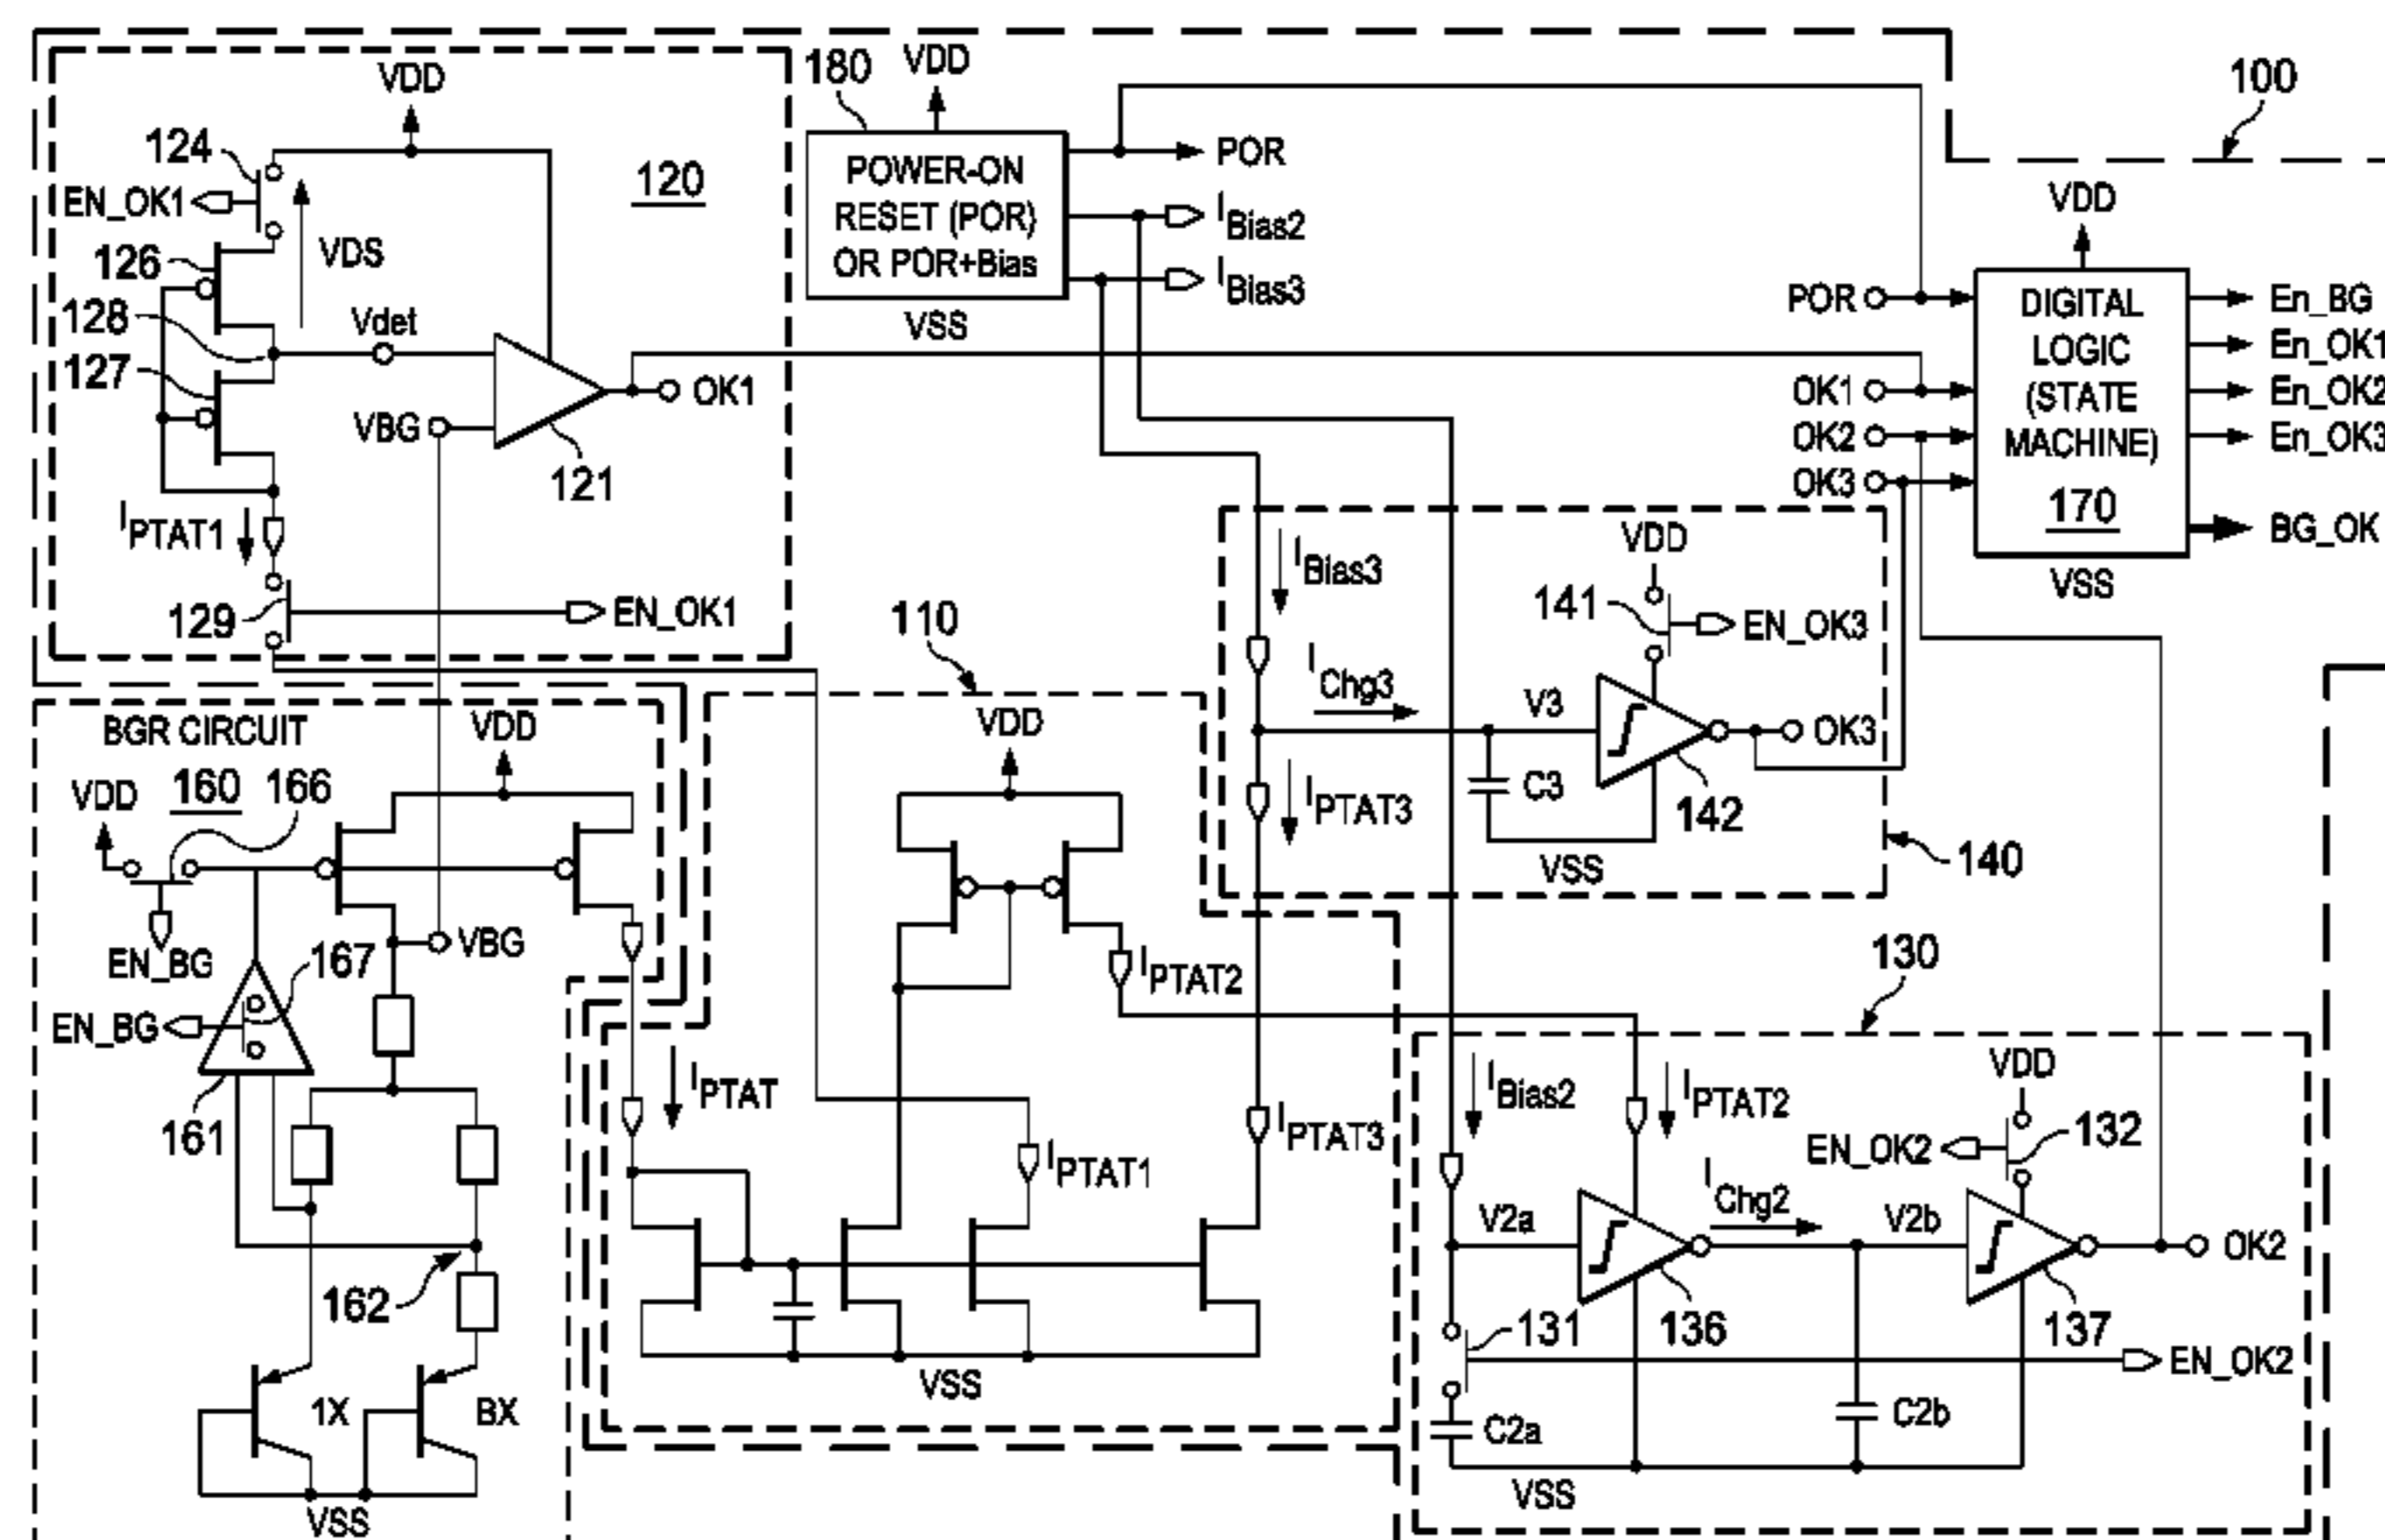 100
VDD
124
EN_OK1
VDS
126
128
127
Vdet
VBG
120
121
OK1
IPTAT1
129
EN_OK1
180
VDD
POWER-ON
RESET (POR)
OR POR+Bias
VSS
POR
IBias2
IBias3
VDD
POR
OK1
OK2
OK3
DIGITAL
LOGIC
(STATE
MACHINE)
170
VSS
En_BG
En_OK1
En_OK2
En_OK3
BG_OK
IBias3
IChg3
V3
C3
IPTAT3
VSS
VDD
141
EN_OK3
OK3
142
140
BGR CIRCUIT
160
166
VDD
VDD
EN_BG
167
EN_BG
161
VBG
162
1X
BX
VSS
110
VDD
IPTAT2
IPTAT
IPTAT1
IPTAT3
VSS
130
IBias2
IPTAT2
VDD
EN_OK2
132
V2a
IChg2
V2b
OK2
131
136
137
EN_OK2
C2a
C2b
VSS